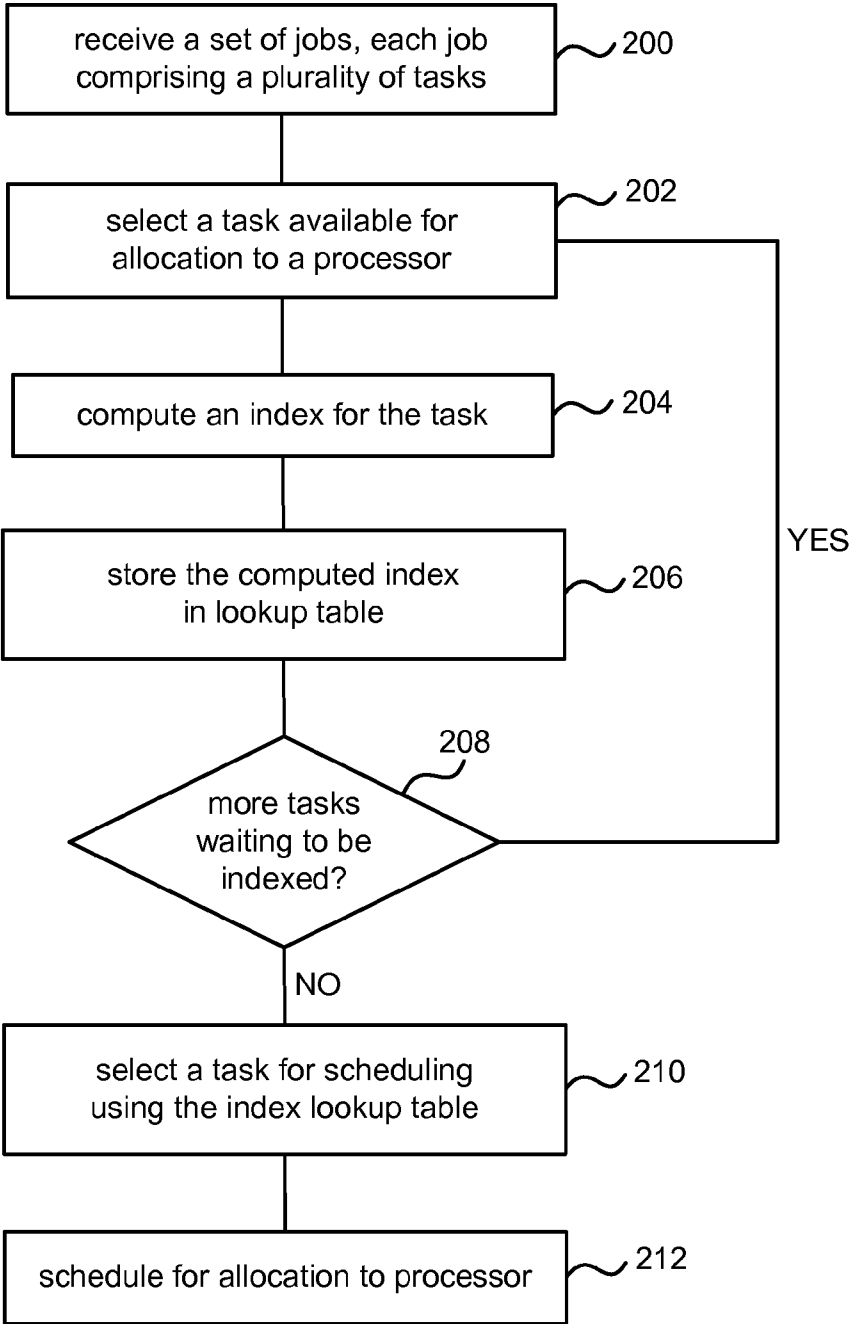 receive a set of jobs, each job
comprising a plurality of tasks
200
select a task available for
allocation to a processor
202
compute an index for the task
204
store the computed index
in lookup table
206
YES
208
more tasks
waiting to be
indexed?
NO
select a task for scheduling
using the index lookup table
210
schedule for allocation to processor
212